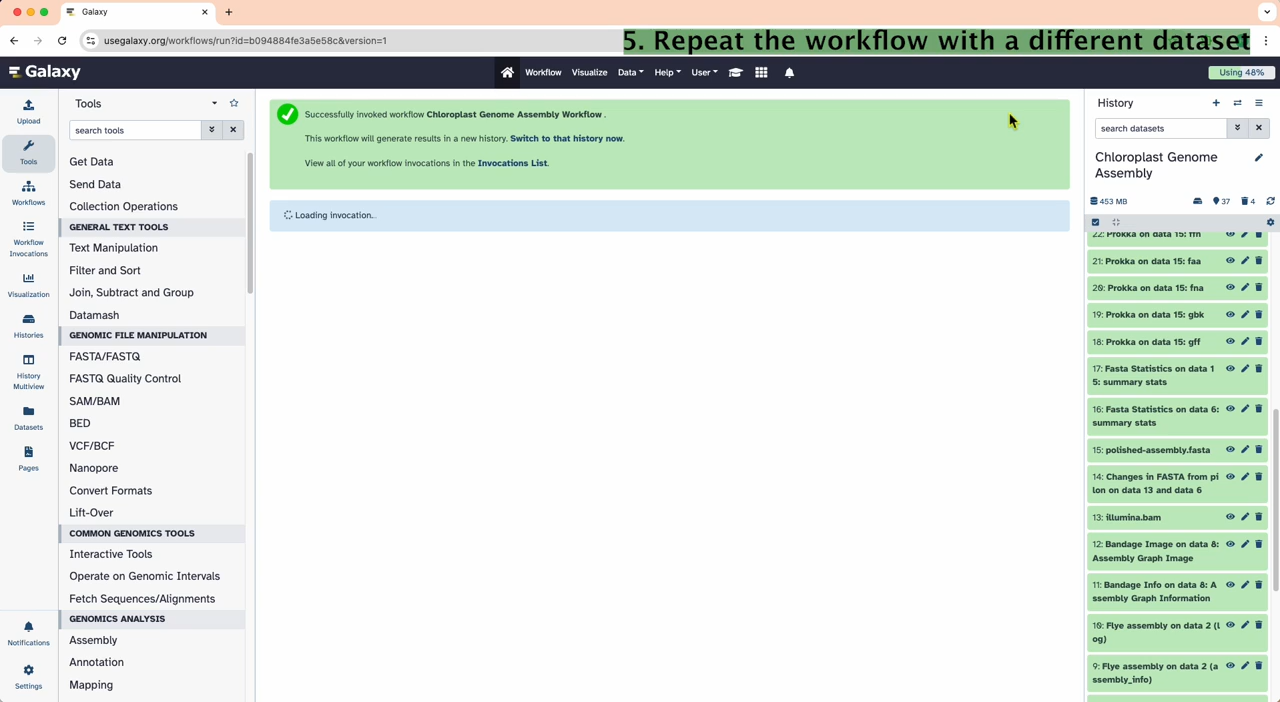 Galaxy
usegalaxy.org/workflows/run?id=b094884fe3a5e58c&version=1
5. Repeat the workflow with a different dataset
Galaxy
Workflow
Visualize
Data
Help
User
Using 48%
Upload
Tools
Workflows
Workflow
Invocations
Visualization
Histories
History
Multiview
Datasets
Pages
Notifications
Settings
Tools
search tools
Get Data
Send Data
Collection Operations
GENERAL TEXT TOOLS
Text Manipulation
Filter and Sort
Join, Subtract and Group
Datamash
GENOMIC FILE MANIPULATION
FASTA/FASTQ
FASTQ Quality Control
SAM/BAM
BED
VCF/BCF
Nanopore
Convert Formats
Lift-Over
COMMON GENOMICS TOOLS
Interactive Tools
Operate on Genomic Intervals
Fetch Sequences/Alignments
GENOMICS ANALYSIS
Assembly
Annotation
Mapping
Successfully invoked workflow Chloroplast Genome Assembly Workflow .
This workflow will generate results in a new history. Switch to that history now.
View all of your workflow invocations in the Invocations List.
Loading invocation..
History
search datasets
Chloroplast Genome
Assembly
453 MB
37
4
22: Prokka on data 15: ffn
21: Prokka on data 15: faa
20: Prokka on data 15: fna
19: Prokka on data 15: gbk
18: Prokka on data 15: gff
17: Fasta Statistics on data 1
5: summary stats
16: Fasta Statistics on data 6:
summary stats
15: polished-assembly.fasta
14: Changes in FASTA from pi
lon on data 13 and data 6
13: illumina.bam
12: Bandage Image on data 8:
Assembly Graph Image
11: Bandage Info on data 8: A
ssembly Graph Information
10: Flye assembly on data 2 (l
og)
9: Flye assembly on data 2 (a
ssembly_info)